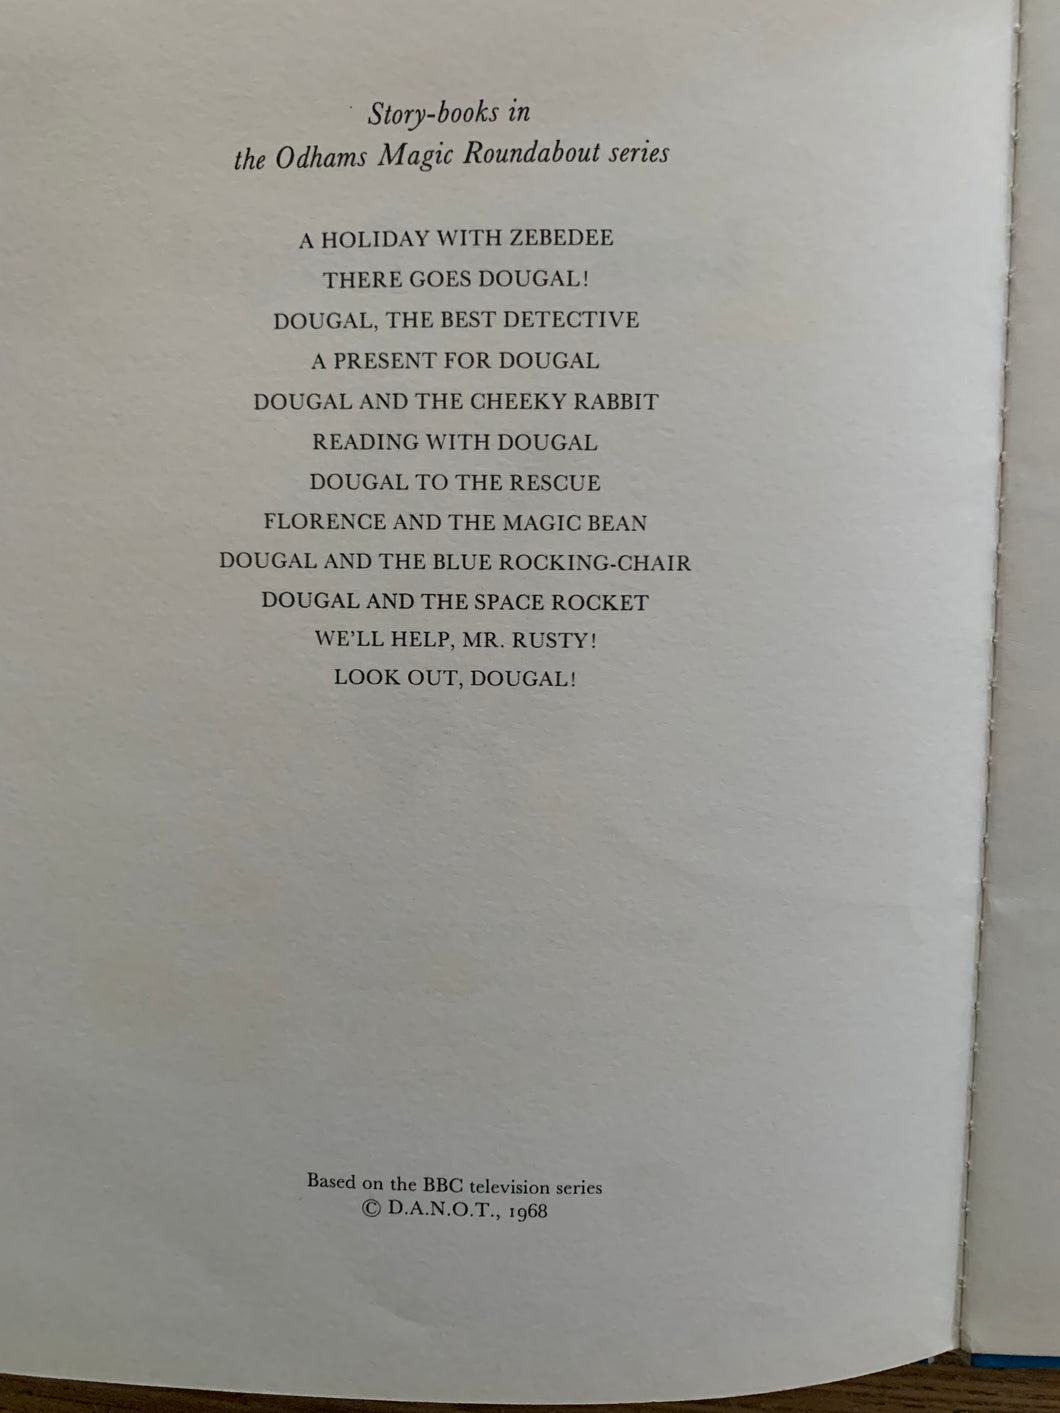 Story-books in
the Odhams Magic Roundabout series
A HOLIDAY WITH ZEBEDEE
THERE GOES DOUGAL!
DOUGAL, THE BEST DETECTIVE
A PRESENT FOR DOUGAL
DOUGAL AND THE CHEEKY RABBIT
READING WITH DOUGAL
DOUGAL TO THE RESCUE
FLORENCE AND THE MAGIC BEAN
DOUGAL AND THE BLUE ROCKING-CHAIR
DOUGAL AND THE SPACE ROCKET
WE'LL HELP, MR. RUSTY!
LOOK OUT, DOUGAL!
Based on the BBC television series
© D.A.N.O.T., 1968